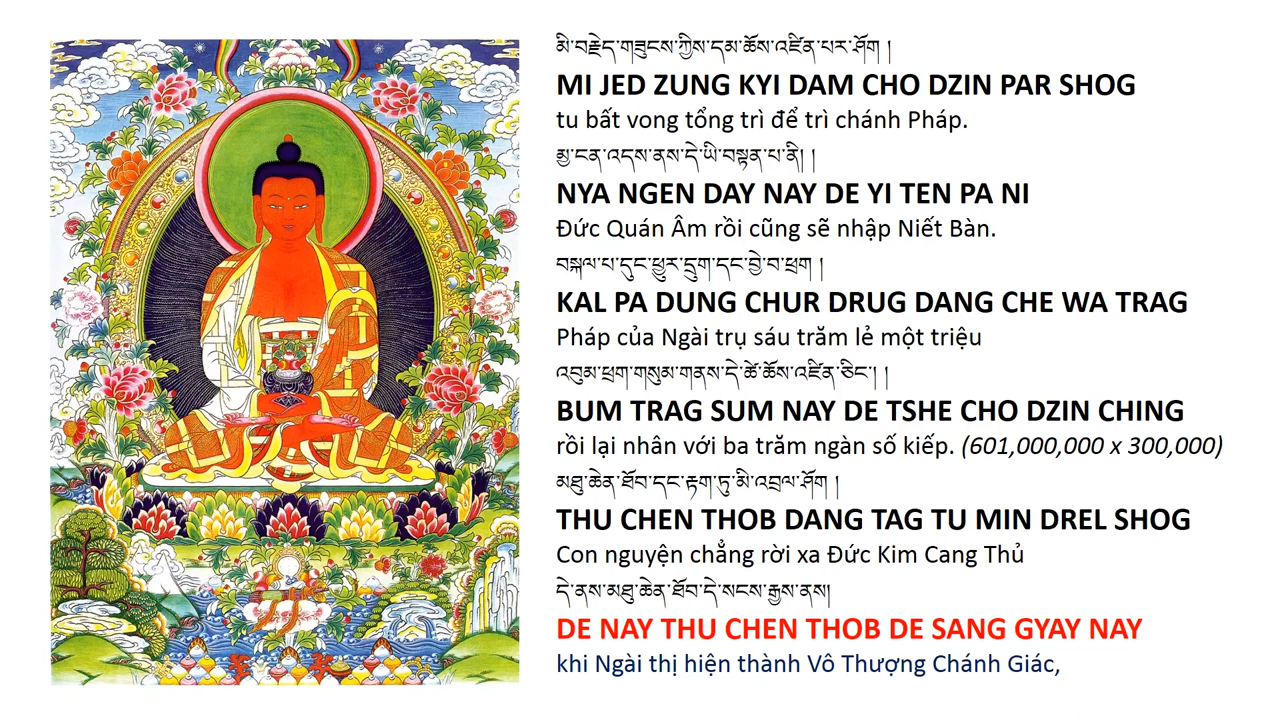 མི་བརྗེད་གཟུངས་ཀྱིས་དམ་ཆོས་འཛིན་པར་ཤོག །
MI JED ZUNG KYI DAM CHO DZIN PAR SHOG
tu bất vong tổng trì để trì chánh Pháp.
མྱ་ངན་འདས་ནས་དེ་ཡི་བསྟན་པ་ནི། །
NYA NGEN DAY NAY DE YI TEN PA NI
Đức Quán Âm rồi cũng sẽ nhập Niết Bàn.
བསྐལ་པ་དུང་ཕྱུར་དྲུག་དང་བྱེ་བ་ཕྲག །
KAL PA DUNG CHUR DRUG DANG CHE WA TRAG
Pháp của Ngài trụ sáu trăm lẻ một triệu
འབུམ་ཕྲག་གསུམ་གནས་དེ་ཚེ་ཆོས་འཛིན་ཅིང་། །
BUM TRAG SUM NAY DE TSHE CHO DZIN CHING
rồi lại nhân với ba trăm ngàn số kiếp. (601,000,000 x 300,000)
མཐུ་ཆེན་ཐོབ་དང་རྟག་ཏུ་མི་འབྲལ་ཤོག །
THU CHEN THOB DANG TAG TU MIN DREL SHOG
Con nguyện chẳng rời xa Đức Kim Cang Thủ
དེ་ནས་མཐུ་ཆེན་ཐོབ་དེ་སངས་རྒྱས་ནས།
DE NAY THU CHEN THOB DE SANG GYAY NAY
khi Ngài thị hiện thành Vô Thượng Chánh Giác,